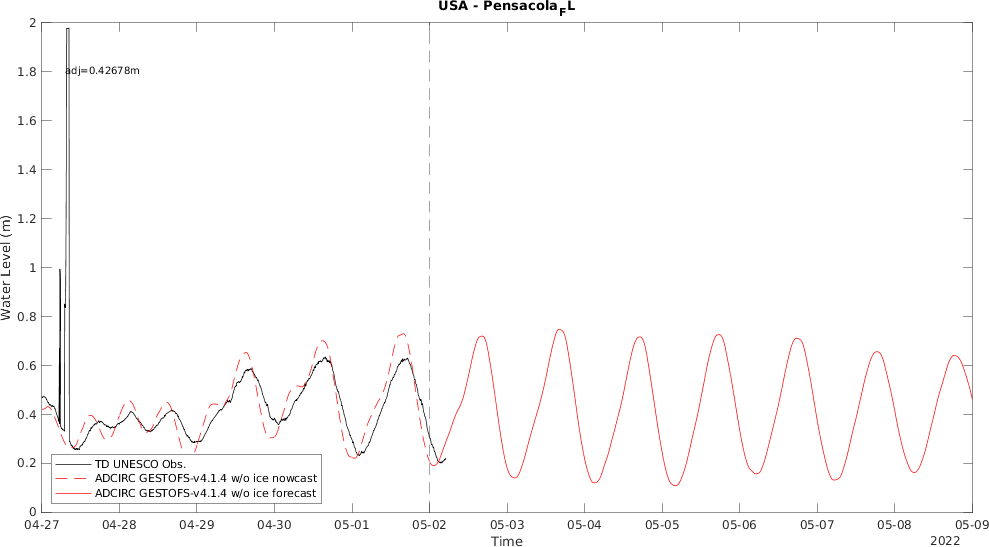 USA - Pensacola_FL
2
1.8
1.6
1.4
1.2
1
0.8
0.6
0.4
0.2
0
Water Level (m)
adj=0.42678m
TD UNESCO Obs.
ADCIRC GESTOFS-v4.1.4 w/o ice nowcast
ADCIRC GESTOFS-v4.1.4 w/o ice forecast
04-27 04-28 04-29 04-30 05-01 05-02 05-03 05-04 05-05 05-06 05-07 05-08 05-09
Time
2022